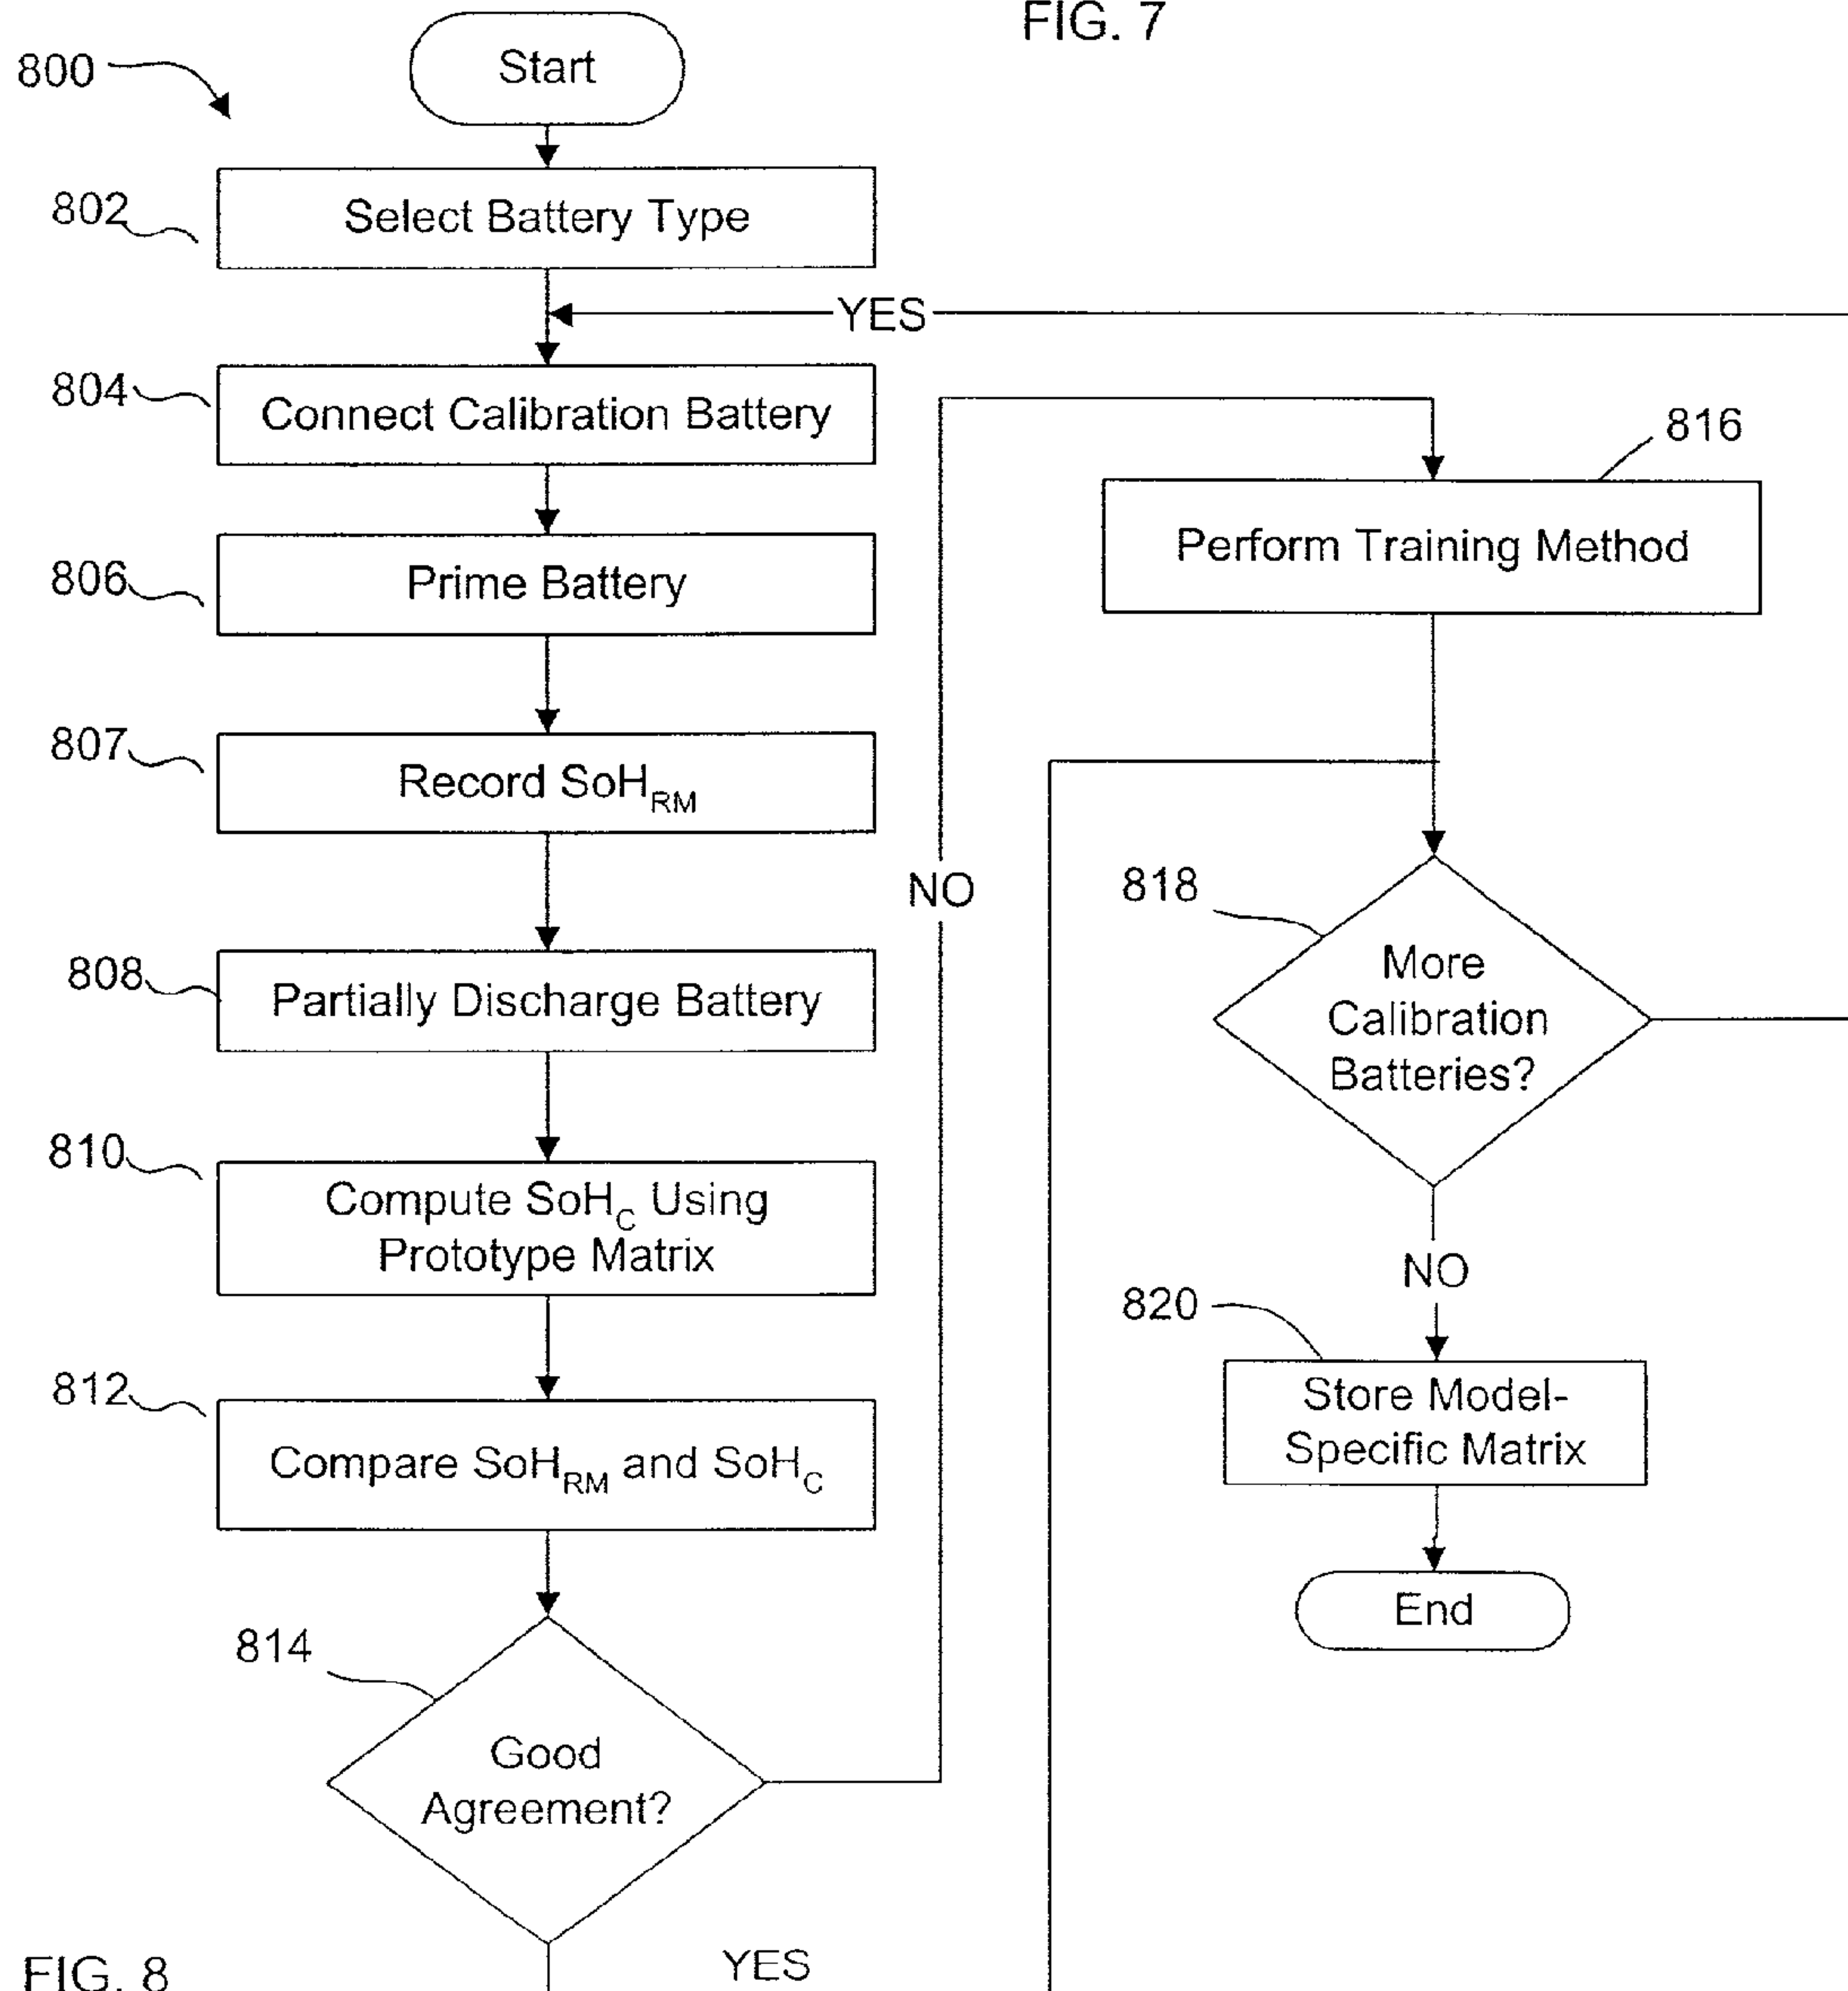 FIG. 7
800
Start
802
Select Battery Type
YES
804
Connect Calibration Battery
806
Prime Battery
807
Record SoH_RM
808
Partially Discharge Battery
810
Compute SoH_C Using
Prototype Matrix
812
Compare SoH_RM and SoH_C
814
Good
Agreement?
YES
NO
816
Perform Training Method
818
More
Calibration
Batteries?
NO
820
Store Model-
Specific Matrix
End
FIG. 8